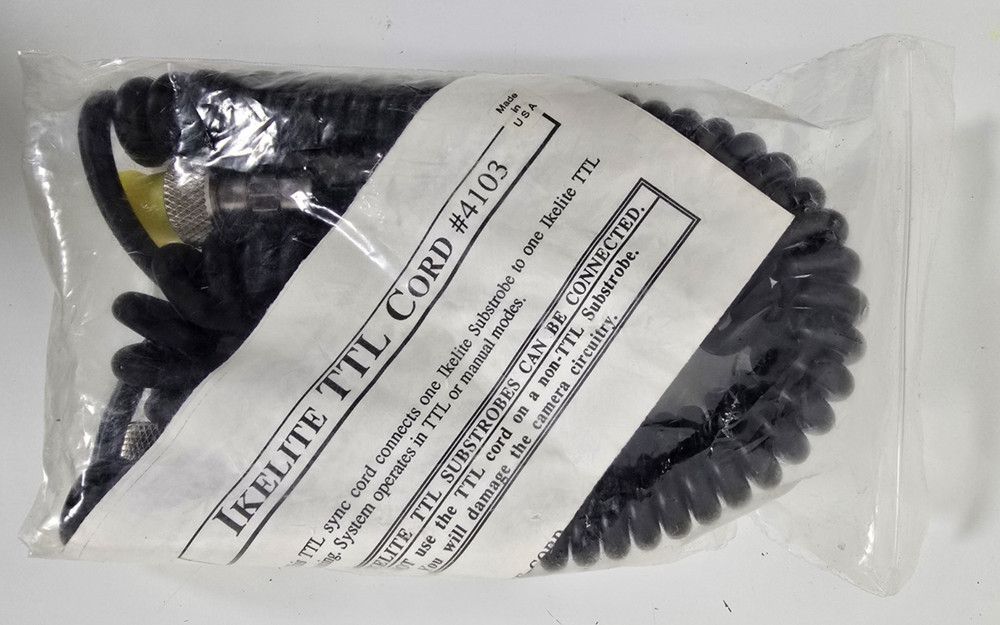 Made
in
USA
IKELITE TTL CORD #4103
TTL sync cord connects one Ikelite Substrobe to one Ikelite TTL
System operates in TTL or manual modes.
TTL SUBSTROBES CAN BE CONNECTED.
use the TTL cord on a non-TTL Substrobe.
will damage the camera circuitry.